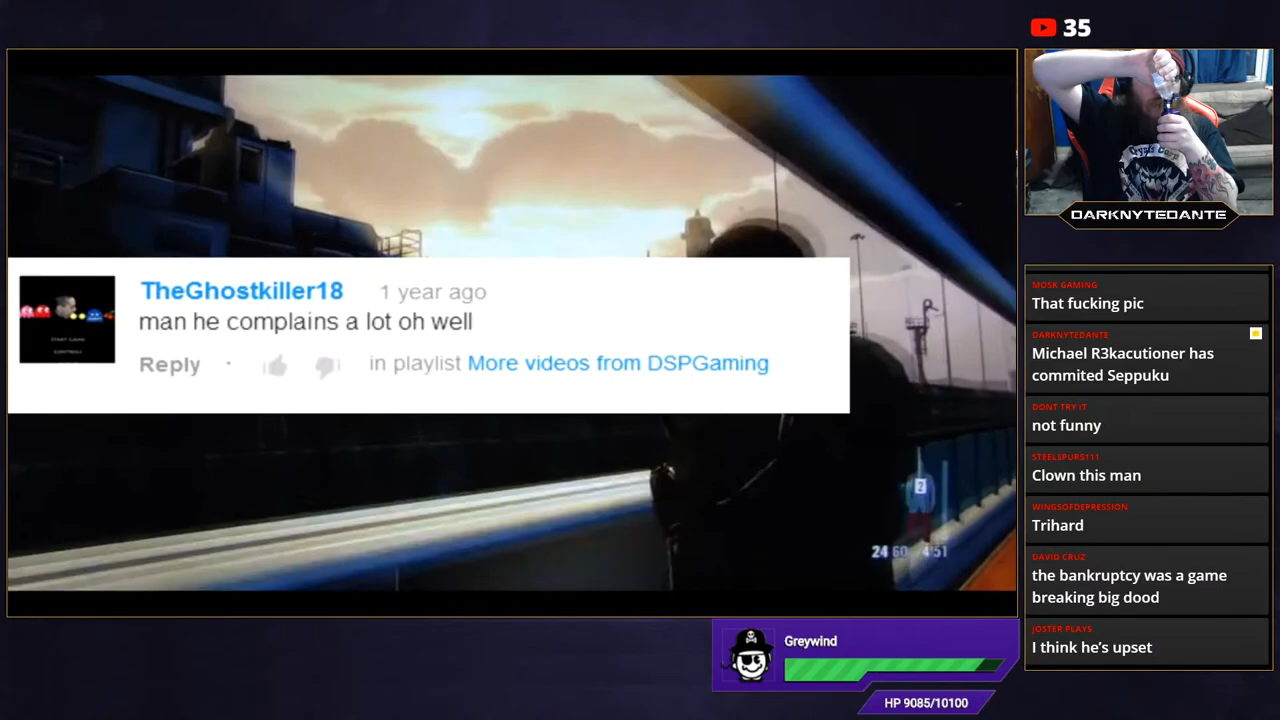 35
TheGhostkiller18 1 year ago
man he complains a lot oh well
Reply · in playlist More videos from DSPGaming
2
24 60 4:51
DARKNYTEDANTE
MOSK GAMING
That fucking pic
DARKNYTEDANTE
Michael R3kacutioner has
commited Seppuku
DONT TRY IT
not funny
STEELSPURS111
Clown this man
WINGSOFDEPRESSION
Trihard
DAVID CRUZ
the bankruptcy was a game
breaking big dood
JOSTER PLAYS
I think he's upset
Greywind
HP 9085/10100